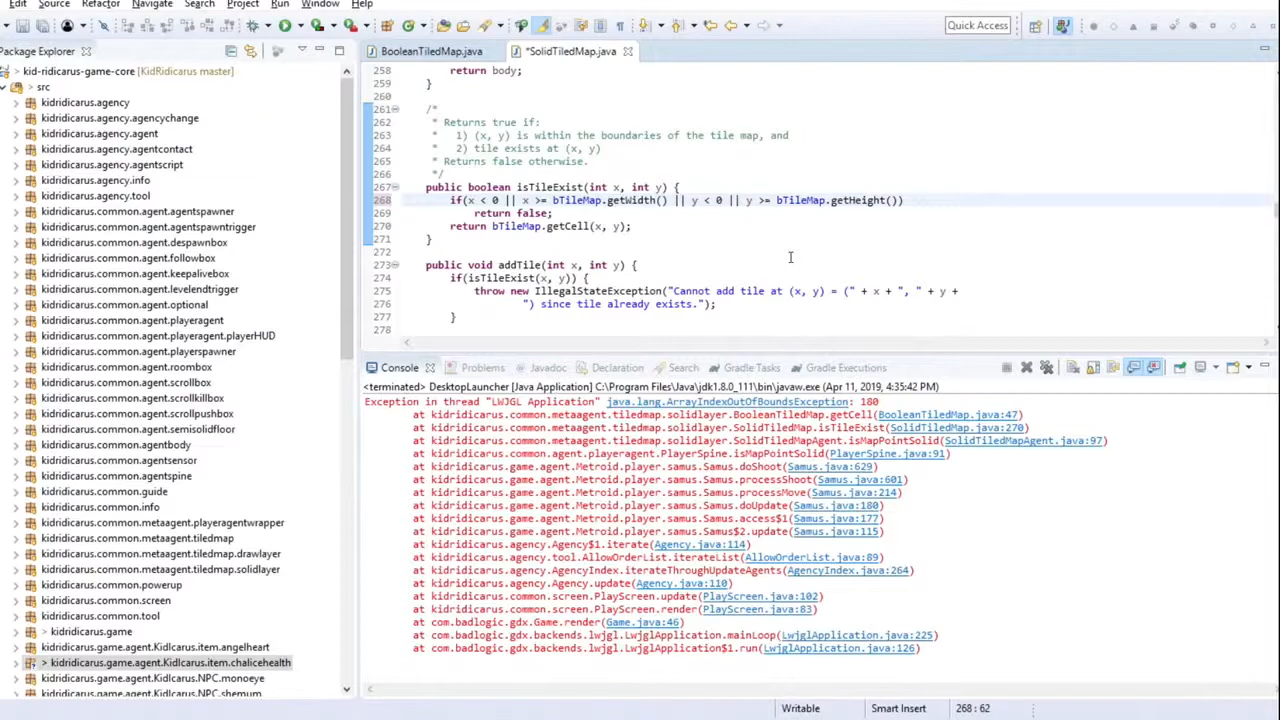 Source Refactor Navigate Search Project Run Window Help
Quick Access
Package Explorer
BooleanTiledMap.java
*SolidTiledMap.java
kid-ridicarus-game-core [KidRidicarus master]
src
kidridicarus.agency
kidridicarus.agency.agencychange
kidridicarus.agency.agent
kidridicarus.agency.agentcontact
kidridicarus.agency.agentscript
kidridicarus.agency.info
kidridicarus.agency.tool
kidridicarus.common.agent.agentspawner
kidridicarus.common.agent.agentspawntrigger
kidridicarus.common.agent.despawnbox
kidridicarus.common.agent.followbox
kidridicarus.common.agent.keepalivebox
kidridicarus.common.agent.levelendtrigger
kidridicarus.common.agent.optional
kidridicarus.common.agent.playeragent
kidridicarus.common.agent.playeragent.playerHUD
kidridicarus.common.agent.playerspawner
kidridicarus.common.agent.roombox
kidridicarus.common.agent.scrollbox
kidridicarus.common.agent.scrollkillbox
kidridicarus.common.agent.scrollpushbox
kidridicarus.common.agent.semisolidfloor
kidridicarus.common.agentbody
kidridicarus.common.agentsensor
kidridicarus.common.agentspine
kidridicarus.common.guide
kidridicarus.common.info
kidridicarus.common.metaagent.playeragentwrapper
kidridicarus.common.metaagent.tiledmap
kidridicarus.common.metaagent.tiledmap.drawlayer
kidridicarus.common.metaagent.tiledmap.solidlayer
kidridicarus.common.powerup
kidridicarus.common.screen
kidridicarus.common.tool
> kidridicarus.game
kidridicarus.game.agent.KidIcarus.item.angelheart
> kidridicarus.game.agent.KidIcarus.item.chalicehealth
kidridicarus.game.agent.KidIcarus.NPC.monoeye
kidridicarus.game.agent.KidIcarus.NPC.shemum
258 return body;
259 }
260
261 /*
262 * Returns true if:
263 * 1) (x, y) is within the boundaries of the tile map, and
264 * 2) tile exists at (x, y)
265 * Returns false otherwise.
266 */
267 public boolean isTileExist(int x, int y) {
268 if(x < 0 || x >= bTileMap.getWidth() || y < 0 || y >= bTileMap.getHeight())
269 return false;
270 return bTileMap.getCell(x, y);
271 }
272
273 public void addTile(int x, int y) {
274 if(isTileExist(x, y)) {
275 throw new IllegalStateException("Cannot add tile at (x, y) = (" + x + ", " + y +
276 ") since tile already exists.");
277 }
278
Console Problems Javadoc Declaration Search Gradle Tasks Gradle Executions
<terminated> DesktopLauncher [Java Application] C:\Program Files\Java\jdk1.8.0_111\bin\javaw.exe (Apr 11, 2019, 4:35:42 PM)
Exception in thread "LWJGL Application" java.lang.ArrayIndexOutOfBoundsException: 180
at kidridicarus.common.metaagent.tiledmap.solidlayer.BooleanTiledMap.getCell(BooleanTiledMap.java:47)
at kidridicarus.common.metaagent.tiledmap.solidlayer.SolidTiledMap.isTileExist(SolidTiledMap.java:270)
at kidridicarus.common.metaagent.tiledmap.solidlayer.SolidTiledMapAgent.isMapPointSolid(SolidTiledMapAgent.java:97)
at kidridicarus.common.agent.playeragent.PlayerSpine.isMapPointSolid(PlayerSpine.java:91)
at kidridicarus.game.agent.Metroid.player.samus.Samus.doShoot(Samus.java:629)
at kidridicarus.game.agent.Metroid.player.samus.Samus.processShoot(Samus.java:601)
at kidridicarus.game.agent.Metroid.player.samus.Samus.processMove(Samus.java:214)
at kidridicarus.game.agent.Metroid.player.samus.Samus.doUpdate(Samus.java:180)
at kidridicarus.game.agent.Metroid.player.samus.Samus.access$1(Samus.java:177)
at kidridicarus.game.agent.Metroid.player.samus.Samus$2.update(Samus.java:115)
at kidridicarus.agency.Agency$1.iterate(Agency.java:114)
at kidridicarus.agency.tool.AllowOrderList.iterateList(AllowOrderList.java:89)
at kidridicarus.agency.AgencyIndex.iterateThroughUpdateAgents(AgencyIndex.java:264)
at kidridicarus.agency.Agency.update(Agency.java:110)
at kidridicarus.common.screen.PlayScreen.update(PlayScreen.java:102)
at kidridicarus.common.screen.PlayScreen.render(PlayScreen.java:83)
at com.badlogic.gdx.Game.render(Game.java:46)
at com.badlogic.gdx.backends.lwjgl.LwjglApplication.mainLoop(LwjglApplication.java:225)
at com.badlogic.gdx.backends.lwjgl.LwjglApplication$1.run(LwjglApplication.java:126)
Writable Smart Insert 268 : 62